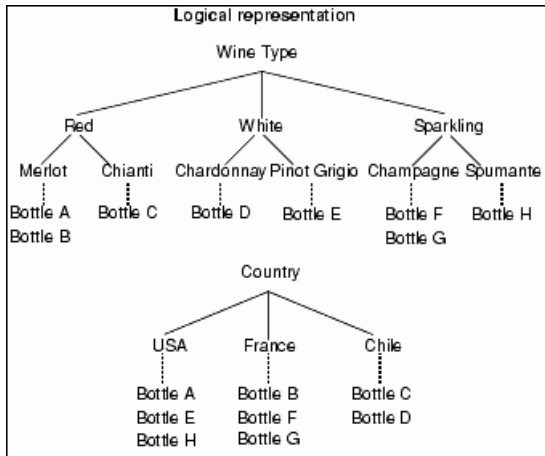 Logical representation
Wine Type
Red White Sparkling
Merlot Chianti Chardonnay Pinot Grigio Champagne Spumante
Bottle A Bottle C Bottle D Bottle E Bottle F Bottle H
Bottle B Bottle G
Country
USA France Chile
Bottle A Bottle B Bottle C
Bottle E Bottle F Bottle D
Bottle H Bottle G